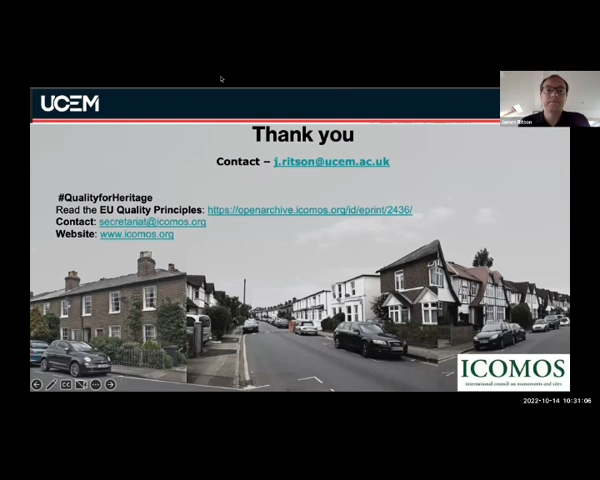 UCEM
James Ritson
Thank you
Contact – j.ritson@ucem.ac.uk
#QualityforHeritage
Read the EU Quality Principles: https://openarchive.icomos.org/id/eprint/2436/
Contact: secretariat@icomos.org
Website: www.icomos.org
ICOMOS
international council on monuments and sites
2022-10-14 10:31:06